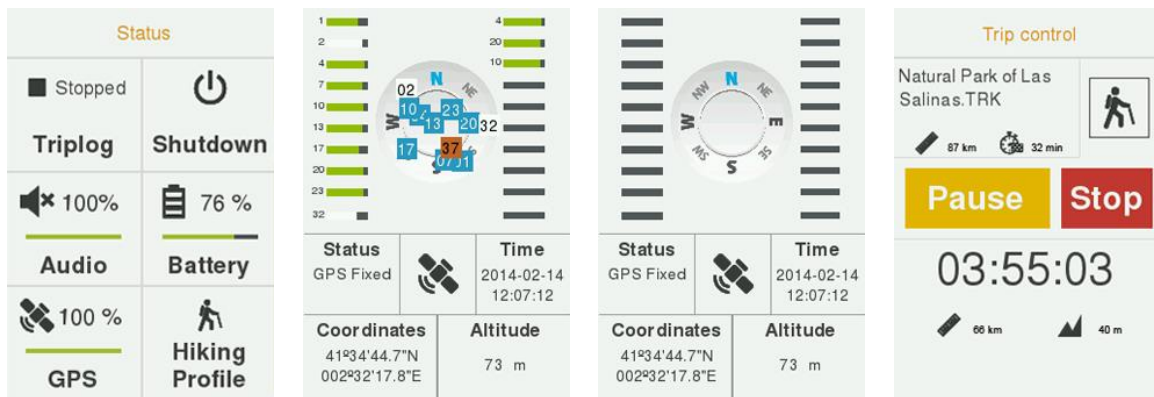 Status
Stopped
Triplog
Shutdown
100%
76 %
Audio
Battery
100 %
GPS
Hiking
Profile
1
2
4
7
10
13
17
20
23
32
4
20
10
N
NE
W
S
02
10
13
23
20
32
17
37
07
01
Status
GPS Fixed
Time
2014-02-14
12:07:12
Coordinates
41º34'44.7"N
002º32'17.8"E
Altitude
73 m
N
NE
E
SE
S
SW
W
NW
Status
GPS Fixed
Time
2014-02-14
12:07:12
Coordinates
41º34'44.7"N
002º32'17.8"E
Altitude
73 m
Trip control
Natural Park of Las
Salinas.TRK
87 km
32 min
Pause
Stop
03:55:03
66 km
40 m